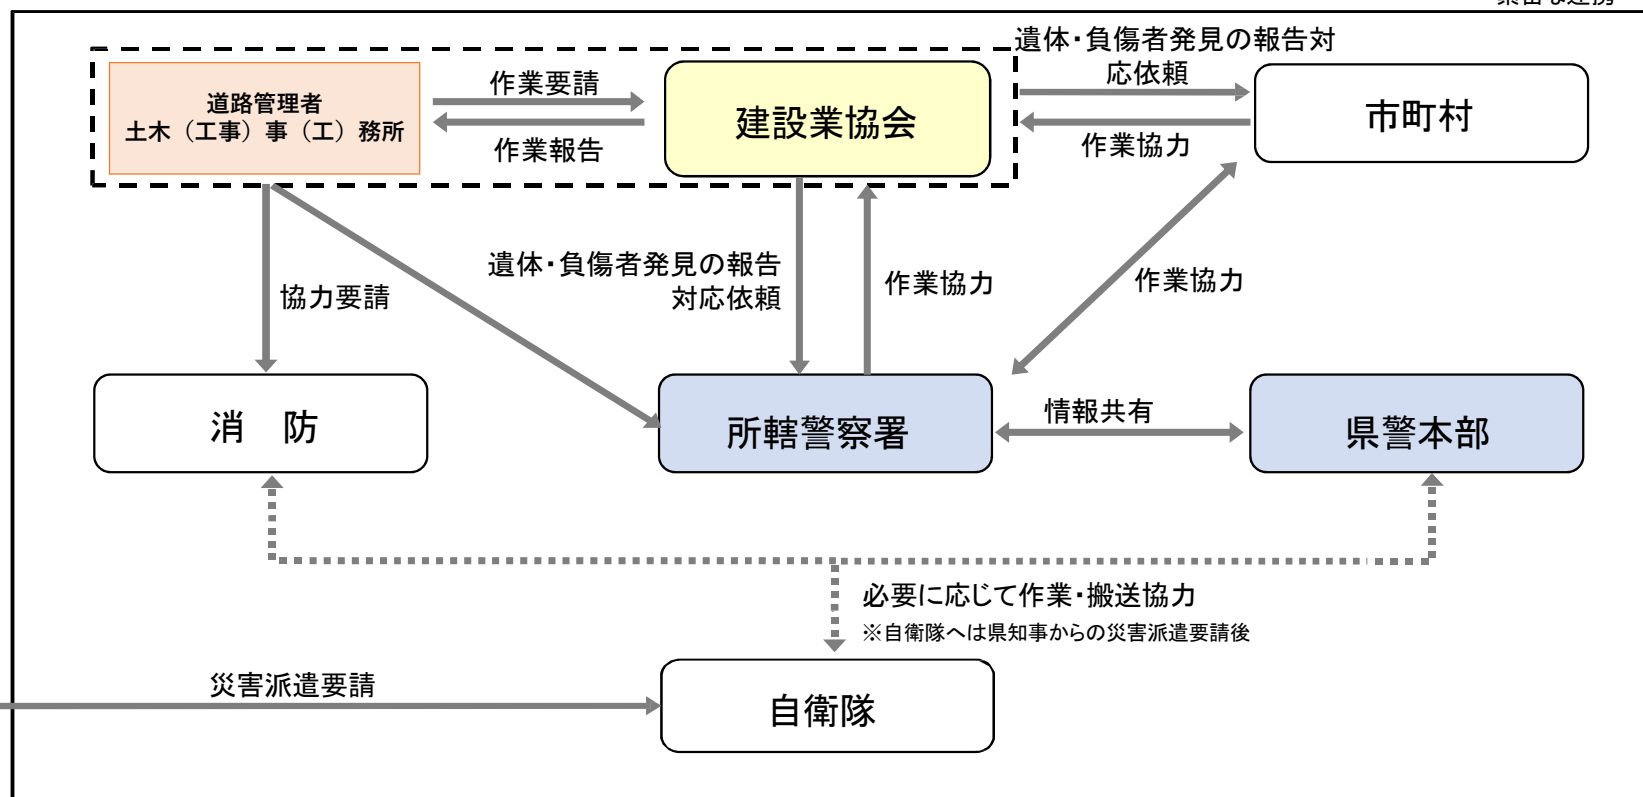 遺体・負傷者発見の報告対
応依頼
道路管理者
土木（工事）事（工）務所
作業要請
作業報告
建設業協会
作業協力
市町村
協力要請
遺体・負傷者発見の報告
対応依頼
作業協力
作業協力
消　防
所轄警察署
情報共有
県警本部
必要に応じて作業・搬送協力
※自衛隊へは県知事からの災害派遣要請後
災害派遣要請
自衛隊